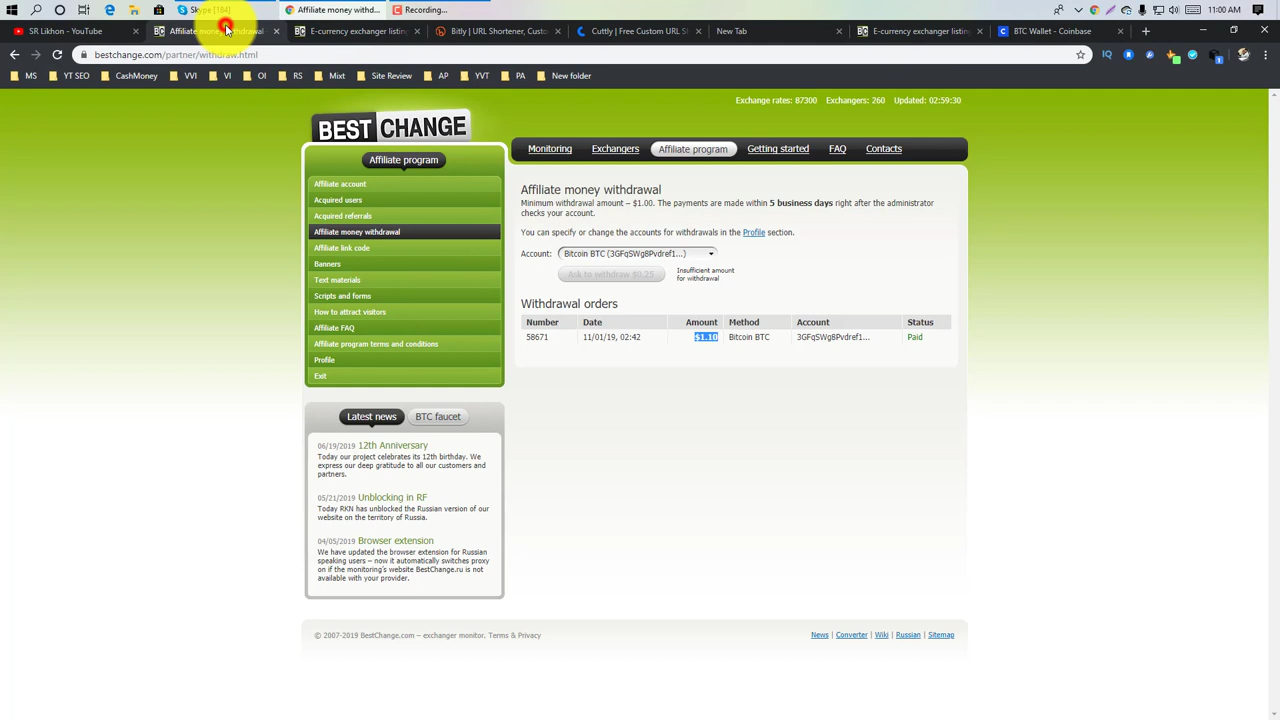 Skype [184]
Affiliate money withd...
Recording...
11:00 AM
SR Likhon - YouTube
Affiliate money withdrawal
E-currency exchanger listing
Bitly | URL Shortener, Custo
Cuttly | Free Custom URL S
New Tab
E-currency exchanger listing
BTC Wallet - Coinbase
bestchange.com/partner/withdraw.html
MS
YT SEO
CashMoney
VVI
VI
OI
RS
Mixt
Site Review
AP
YVT
PA
New folder
Exchange rates: 87300 Exchangers: 260 Updated: 02:59:30
BEST CHANGE
Monitoring
Exchangers
Affiliate program
Getting started
FAQ
Contacts
Affiliate program
Affiliate account
Acquired users
Acquired referrals
Affiliate money withdrawal
Affiliate link code
Banners
Text materials
Scripts and forms
How to attract visitors
Affiliate FAQ
Affiliate program terms and conditions
Profile
Exit
Affiliate money withdrawal
Minimum withdrawal amount – $1.00. The payments are made within 5 business days right after the administrator
checks your account.
You can specify or change the accounts for withdrawals in the Profile section.
Account: Bitcoin BTC (3GFqSWg8Pvdref1...)
Ask to withdraw $0.25
Insufficient amount
for withdrawal
Withdrawal orders
Number Date Amount Method Account Status
58671 11/01/19, 02:42 $1.10 Bitcoin BTC 3GFqSWg8Pvdref1... Paid
Latest news
BTC faucet
06/19/2019 12th Anniversary
Today our project celebrates its 12th birthday. We
express our deep gratitude to all our customers and
partners.
05/21/2019 Unblocking in RF
Today RKN has unblocked the Russian version of our
website on the territory of Russia.
04/05/2019 Browser extension
We have updated the browser extension for Russian
speaking users – now it automatically switches proxy
on if the monitoring's website BestChange.ru is not
available with your provider.
© 2007-2019 BestChange.com – exchanger monitor. Terms & Privacy
News | Converter | Wiki | Russian | Sitemap